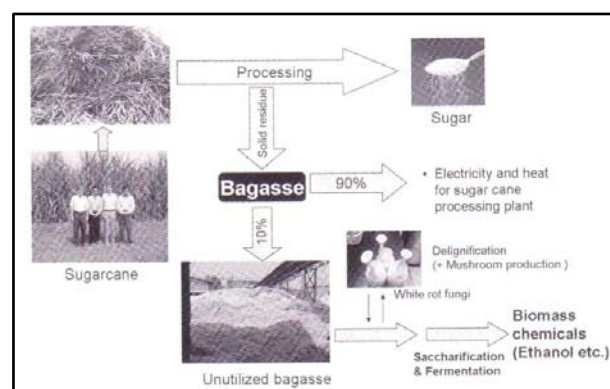 Processing
Sugar
Solid residue
Bagasse
90%
• Electricity and heat
for sugar cane
processing plant
Sugarcane
10%
Delignification
(+ Mushroom production )
White rot fungi
Unutilized bagasse
Saccharification
& Fermentation
Biomass
chemicals
(Ethanol etc.)